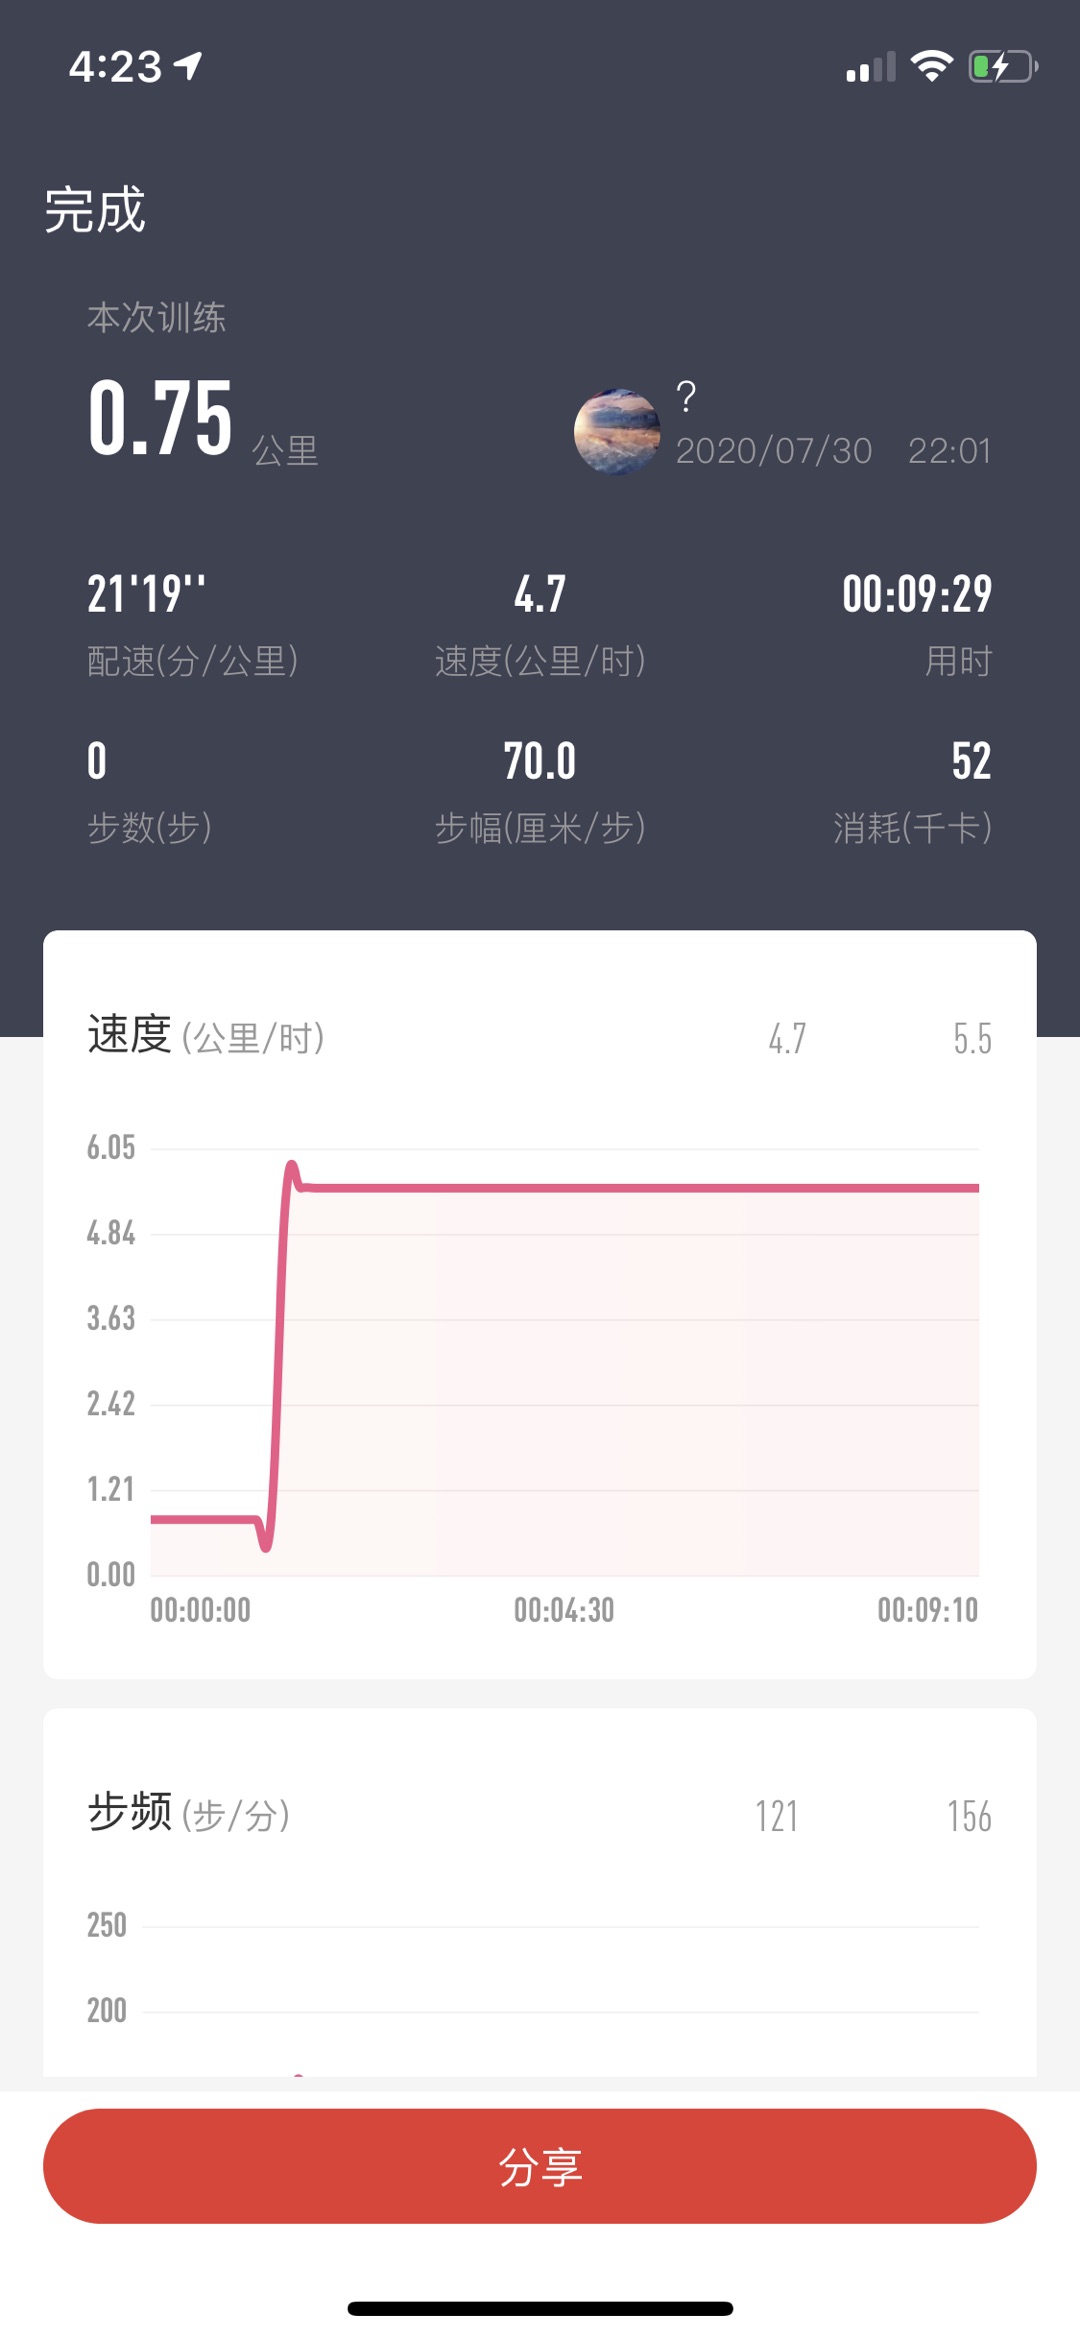 4:23
完成
本次训练
0.75 公里
?
2020/07/30 22:01
21'19'' 4.7 00:09:29
配速(分/公里) 速度(公里/时) 用时
0 70.0 52
步数(步) 步幅(厘米/步) 消耗(千卡)
速度 (公里/时) 4.7 5.5
6.05
4.84
3.63
2.42
1.21
0.00
00:00:00 00:04:30 00:09:10
步频 (步/分) 121 156
250
200
分享